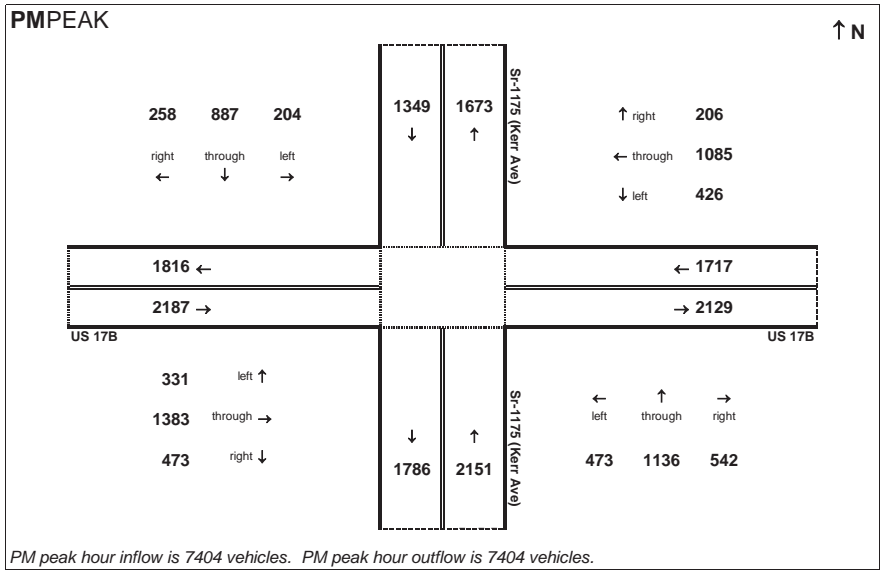 PMPEAK
↑ N
258 887 204
right through left
← ↓ →
1349 1673
↓ ↑
Sr-1175 (Kerr Ave)
↑ right 206
← through 1085
↓ left 426
1816 ←
2187 →
US 17B
← 1717
→ 2129
US 17B
331 left ↑
1383 through →
473 right ↓
↓ ↑
1786 2151
Sr-1175 (Kerr Ave)
← ↑ →
left through right
473 1136 542
PM peak hour inflow is 7404 vehicles. PM peak hour outflow is 7404 vehicles.